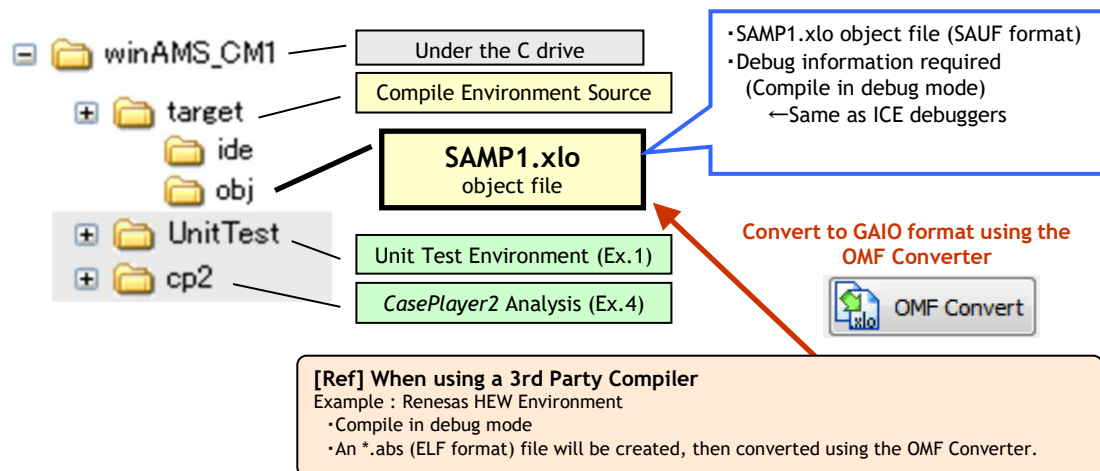 winAMS_CM1
Under the C drive
target
Compile Environment Source
ide
obj
SAMP1.xlo
object file
・SAMP1.xlo object file (SAUF format)
・Debug information required
(Compile in debug mode)
←Same as ICE debuggers
UnitTest
Unit Test Environment (Ex.1)
cp2
CasePlayer2 Analysis (Ex.4)
Convert to GAIO format using the
OMF Converter
xlo
OMF Convert
[Ref] When using a 3rd Party Compiler
Example : Renesas HEW Environment
・Compile in debug mode
・An *.abs (ELF format) file will be created, then converted using the OMF Converter.